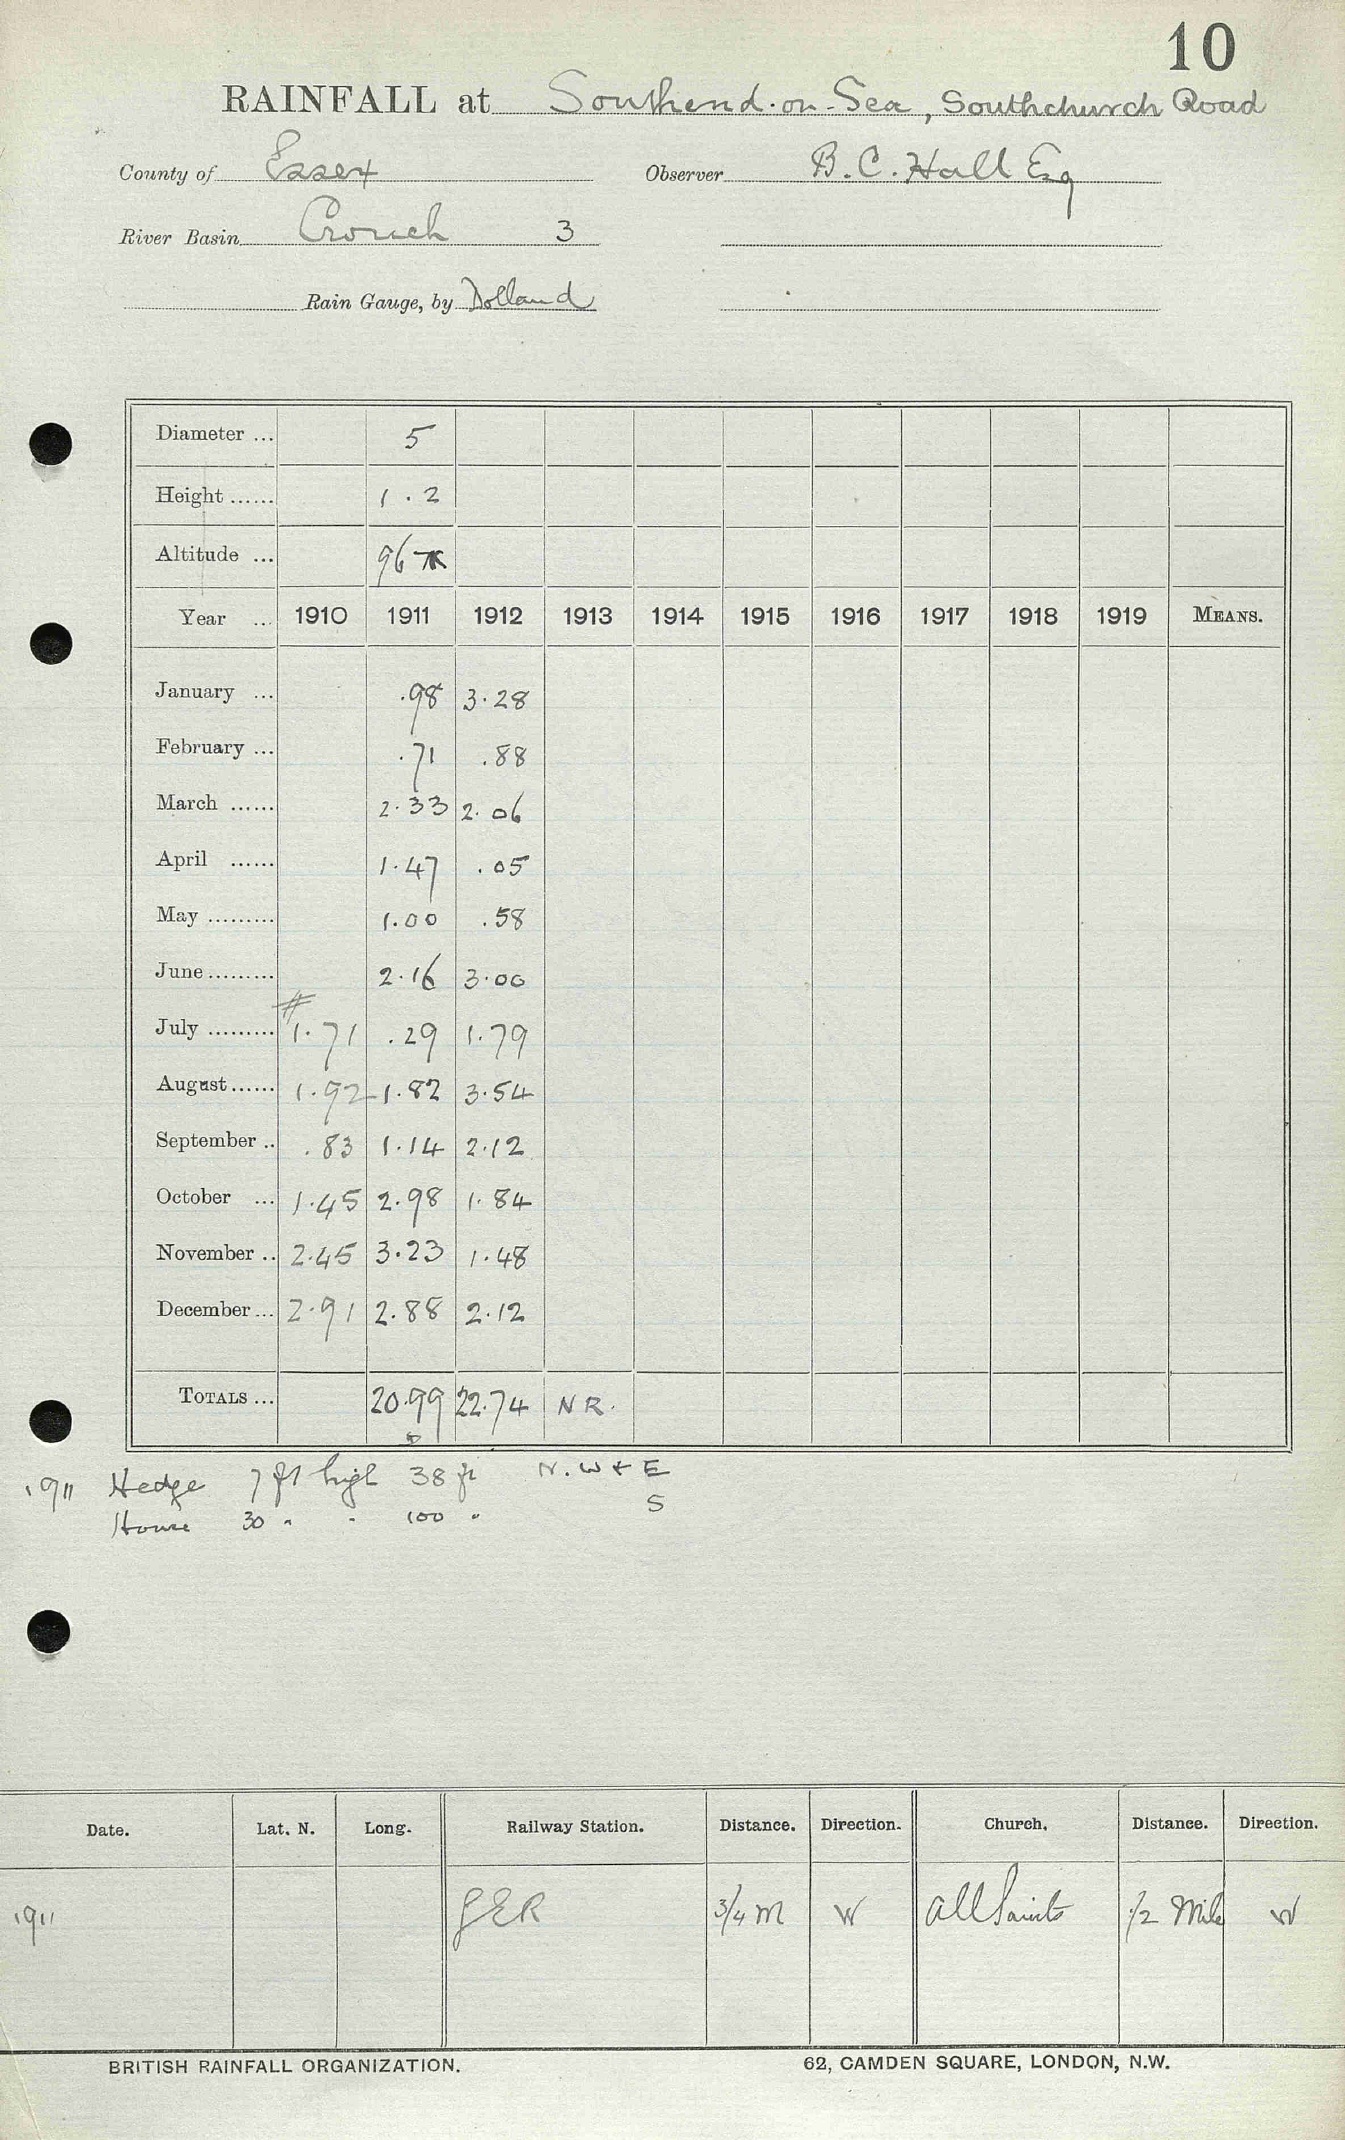 10
RAINFALL at Southend-on-Sea, Southchurch Road
County of Essex Observer B.C. Hall Esq
River Basin Crouch 3
Rain Gauge, by Dolland
Diameter ... 5
Height ...... 1.2
Altitude ... 96
Year ... 1910 1911 1912 1913 1914 1915 1916 1917 1918 1919 MEANS.
January ... .98 3.28
February ... .71 .88
March ...... 2.33 2.06
April ...... 1.47 .05
May ......... 1.00 .58
June ......... 2.16 3.00
#
July ......... 1.71 .29 1.79
August ...... 1.92 1.82 3.54
September .. .83 1.14 2.12
October ... 1.45 2.98 1.84
November .. 2.45 3.23 1.48
December ... 2.91 2.88 2.12
TOTALS ... 20.99 22.74 NR.
1911 Hedge 7 ft high 38 ft N. W & E
House 30 " " 100 " S
Date. Lat. N. Long. Railway Station. Distance. Direction. Church. Distance. Direction.
1911 GER 3/4 M W All Saints 1/2 Mile W
BRITISH RAINFALL ORGANIZATION. 62, CAMDEN SQUARE, LONDON, N.W.